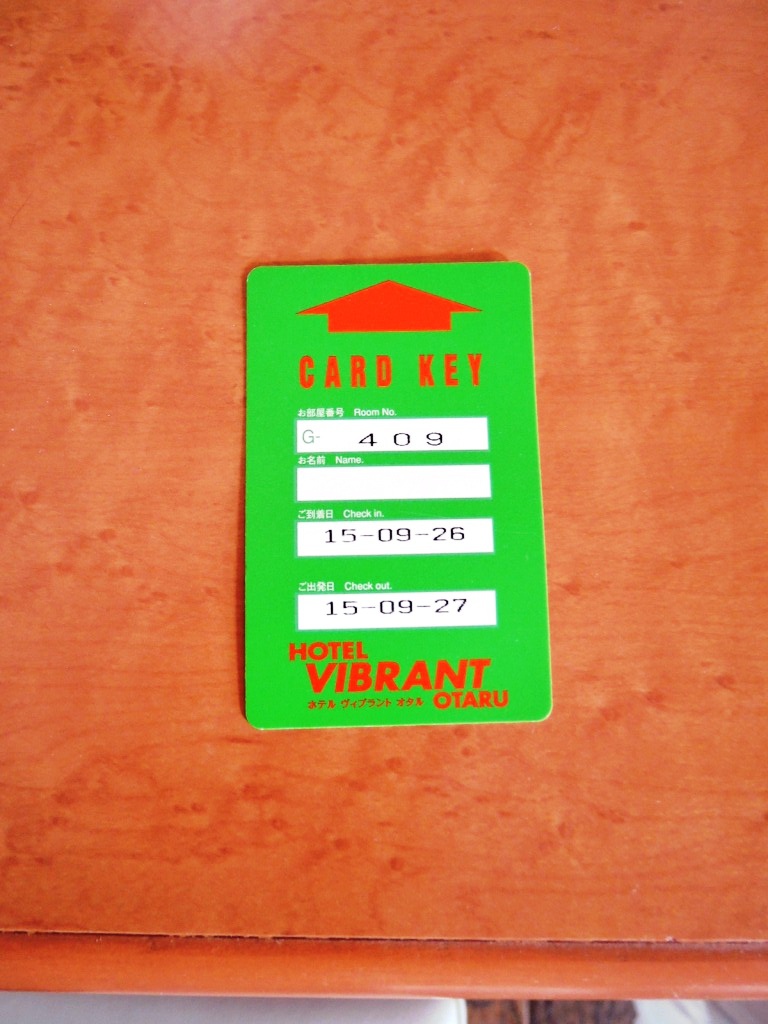 CARD KEY
お部屋番号 Room No.
G- 409
お名前 Name.
ご到着日 Check in.
15-09-26
ご出発日 Check out.
15-09-27
HOTEL
VIBRANT
ホテル ヴィブラント オタル OTARU